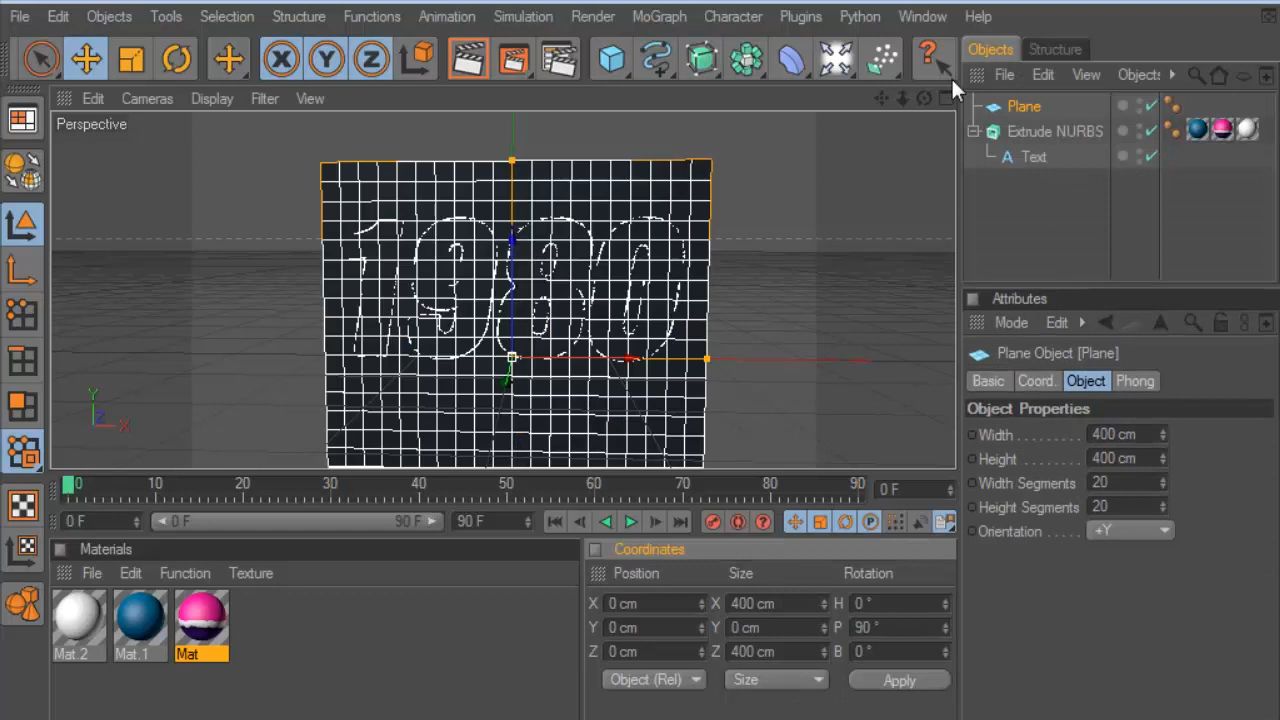 File Edit Objects Tools Selection Structure Functions Animation Simulation Render MoGraph Character Plugins Python Window Help
X Y Z ?
Objects Structure
File Edit View Objects
Edit Cameras Display Filter View
Perspective
Plane
Extrude NURBS
A Text
1980
Y
Z X
Attributes
Mode Edit
Plane Object [Plane]
Basic Coord. Object Phong
Object Properties
Width . . . . . . . 400 cm
Height . . . . . . 400 cm
Width Segments 20
Height Segments 20
Orientation . . . . . +Y
0 10 20 30 40 50 60 70 80 90 0 F
0 F 0 F 90 F 90 F ? P
Materials
File Edit Function Texture
Mat.2 Mat.1 Mat
Coordinates
Position Size Rotation
X 0 cm X 400 cm H 0 °
Y 0 cm Y 0 cm P 90 °
Z 0 cm Z 400 cm B 0 °
Object (Rel) Size Apply